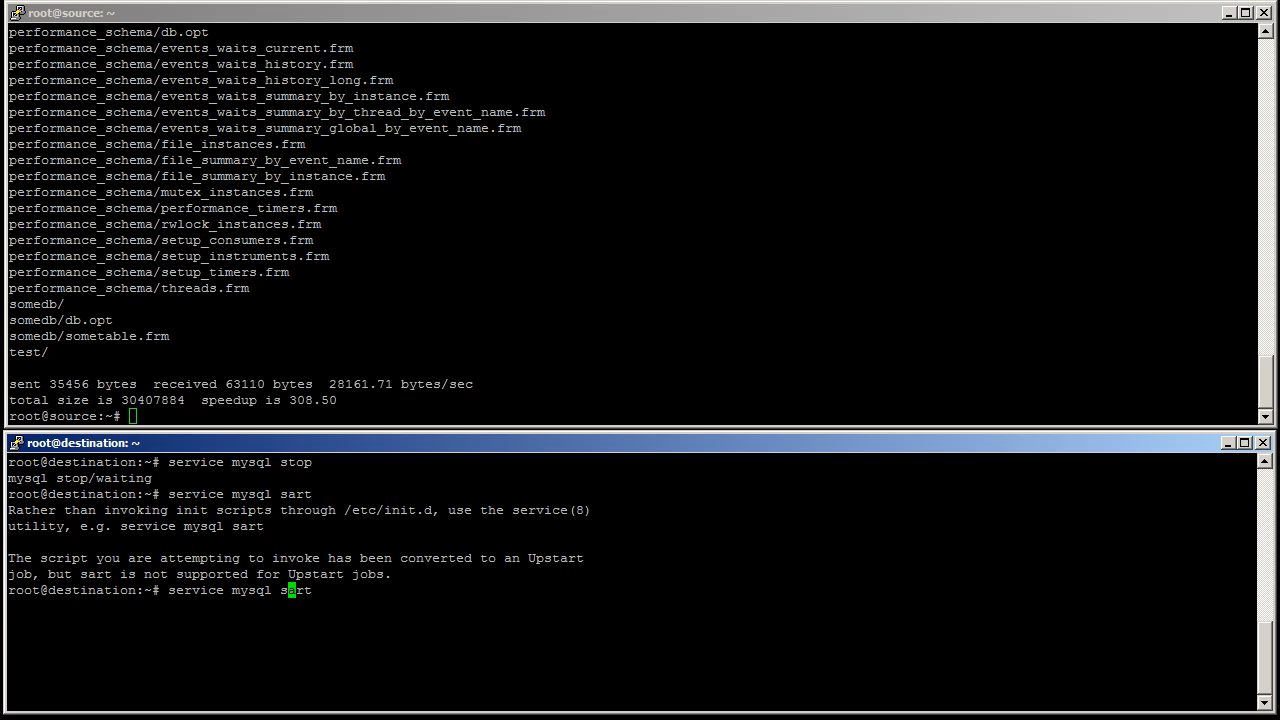 root@source: ~
performance_schema/db.opt
performance_schema/events_waits_current.frm
performance_schema/events_waits_history.frm
performance_schema/events_waits_history_long.frm
performance_schema/events_waits_summary_by_instance.frm
performance_schema/events_waits_summary_by_thread_by_event_name.frm
performance_schema/events_waits_summary_global_by_event_name.frm
performance_schema/file_instances.frm
performance_schema/file_summary_by_event_name.frm
performance_schema/file_summary_by_instance.frm
performance_schema/mutex_instances.frm
performance_schema/performance_timers.frm
performance_schema/rwlock_instances.frm
performance_schema/setup_consumers.frm
performance_schema/setup_instruments.frm
performance_schema/setup_timers.frm
performance_schema/threads.frm
somedb/
somedb/db.opt
somedb/sometable.frm
test/
sent 35456 bytes  received 63110 bytes  28161.71 bytes/sec
total size is 30407884  speedup is 308.50
root@source:~#
root@destination: ~
root@destination:~# service mysql stop
mysql stop/waiting
root@destination:~# service mysql sart
Rather than invoking init scripts through /etc/init.d, use the service(8)
utility, e.g. service mysql sart
The script you are attempting to invoke has been converted to an Upstart
job, but sart is not supported for Upstart jobs.
root@destination:~# service mysql sart